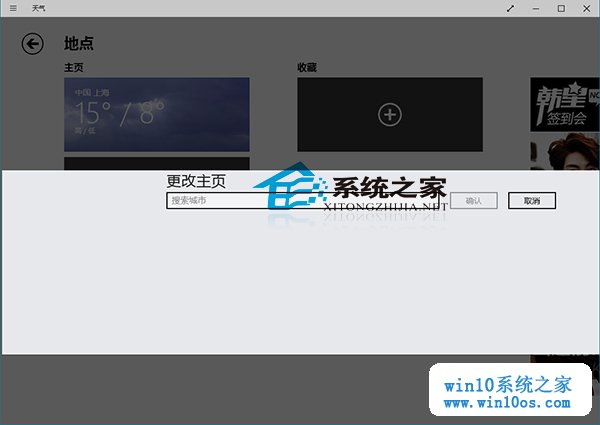 天气
地点
主页
收藏
中国 上海
15° / 8°
高 / 低
韩星
NO
签到会
更改主页
搜索城市
确认
取消
系统之家
XITONGZHIJIA.NET
win10系统之家
www.win10os.com